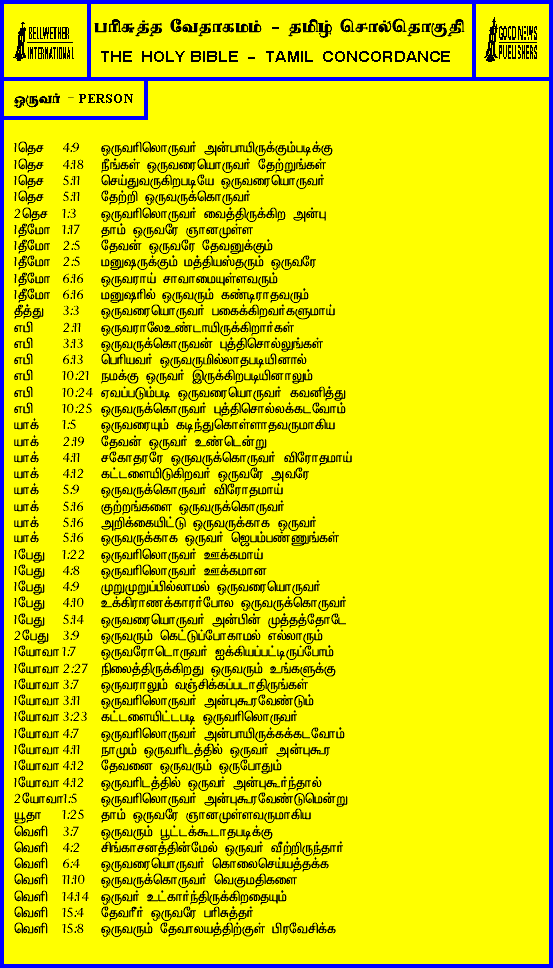 BELLWETHER
INTERNATIONAL
பரிசுத்த வேதாகமம் - தமிழ் சொல்தொகுதி
THE HOLY BIBLE - TAMIL CONCORDANCE
GOOD NEWS
PUBLISHERS
ஒருவர் - PERSON
1தெச 4:9 ஒருவரிலொருவர் அன்பாயிருக்கும்படிக்கு
1தெச 4:18 நீங்கள் ஒருவரையொருவர் தேற்றுங்கள்
1தெச 5:11 செய்துவருகிறபடியே ஒருவரையொருவர்
1தெச 5:11 தேற்றி ஒருவருக்கொருவர்
2தெச 1:3 ஒருவரிலொருவர் வைத்திருக்கிற அன்பு
1தீமோ 1:17 தாம் ஒருவரே ஞானமுள்ள
1தீமோ 2:5 தேவன் ஒருவரே தேவனுக்கும்
1தீமோ 2:5 மனுஷருக்கும் மத்தியஸ்தரும் ஒருவரே
1தீமோ 6:16 ஒருவராய் சாவாமையுள்ளவரும்
1தீமோ 6:16 மனுஷரில் ஒருவரும் கண்டிராதவரும்
தீத்து 3:3 ஒருவரையொருவர் பகைக்கிறவர்களுமாய்
எபி 2:11 ஒருவராலேஉண்டாயிருக்கிறார்கள்
எபி 3:13 ஒருவருக்கொருவன் புத்திசொல்லுங்கள்
எபி 6:13 பெரியவர் ஒருவருமில்லாதபடியினால்
எபி 10:21 நமக்கு ஒருவர் இருக்கிறபடியினாலும்
எபி 10:24 ஏவப்படும்படி ஒருவரையொருவர் கவனித்து
எபி 10:25 ஒருவருக்கொருவர் புத்திசொல்லக்கடவோம்
யாக் 1:5 ஒருவரையும் கடிந்துகொள்ளாதவருமாகிய
யாக் 2:19 தேவன் ஒருவர் உண்டென்று
யாக் 4:11 சகோதரரே ஒருவருக்கொருவர் விரோதமாய்
யாக் 4:12 கட்டளையிடுகிறவர் ஒருவரே அவரே
யாக் 5:9 ஒருவருக்கொருவர் விரோதமாய்
யாக் 5:16 குற்றங்களை ஒருவருக்கொருவர்
யாக் 5:16 அறிக்கையிட்டு ஒருவருக்காக ஒருவர்
யாக் 5:16 ஒருவருக்காக ஒருவர் ஜெபம்பண்ணுங்கள்
1பேது 1:22 ஒருவரிலொருவர் ஊக்கமாய்
1பேது 4:8 ஒருவரிலொருவர் ஊக்கமான
1பேது 4:9 முறுமுறுப்பில்லாமல் ஒருவரையொருவர்
1பேது 4:10 உக்கிராணக்காரர்போல ஒருவருக்கொருவர்
1பேது 5:14 ஒருவரையொருவர் அன்பின் முத்தத்தோடே
2பேது 3:9 ஒருவரும் கெட்டுப்போகாமல் எல்லாரும்
1யோவா 1:7 ஒருவரோடொருவர் ஐக்கியப்பட்டிருப்போம்
1யோவா 2:27 நிலைத்திருக்கிறது ஒருவரும் உங்களுக்கு
1யோவா 3:7 ஒருவராலும் வஞ்சிக்கப்படாதிருங்கள்
1யோவா 3:11 ஒருவரிலொருவர் அன்புகூரவேண்டும்
1யோவா 3:23 கட்டளையிட்டபடி ஒருவரிலொருவர்
1யோவா 4:7 ஒருவரிலொருவர் அன்பாயிருக்கக்கடவோம்
1யோவா 4:11 நாமும் ஒருவரிடத்தில் ஒருவர் அன்புகூர
1யோவா 4:12 தேவனை ஒருவரும் ஒருபோதும்
1யோவா 4:12 ஒருவரிடத்தில் ஒருவர் அன்புகூர்ந்தால்
2யோவா 1:5 ஒருவரிலொருவர் அன்புகூரவேண்டுமென்று
யூதா 1:25 தாம் ஒருவரே ஞானமுள்ளவருமாகிய
வெளி 3:7 ஒருவரும் பூட்டக்கூடாதபடிக்கு
வெளி 4:2 சிங்காசனத்தின்மேல் ஒருவர் வீற்றிருந்தார்
வெளி 6:4 ஒருவரையொருவர் கொலைசெய்யத்தக்க
வெளி 11:10 ஒருவருக்கொருவர் வெகுமதிகளை
வெளி 14:14 ஒருவர் உட்கார்ந்திருக்கிறதையும்
வெளி 15:4 தேவரீர் ஒருவரே பரிசுத்தர்
வெளி 15:8 ஒருவரும் தேவாலயத்திற்குள் பிரவேசிக்க